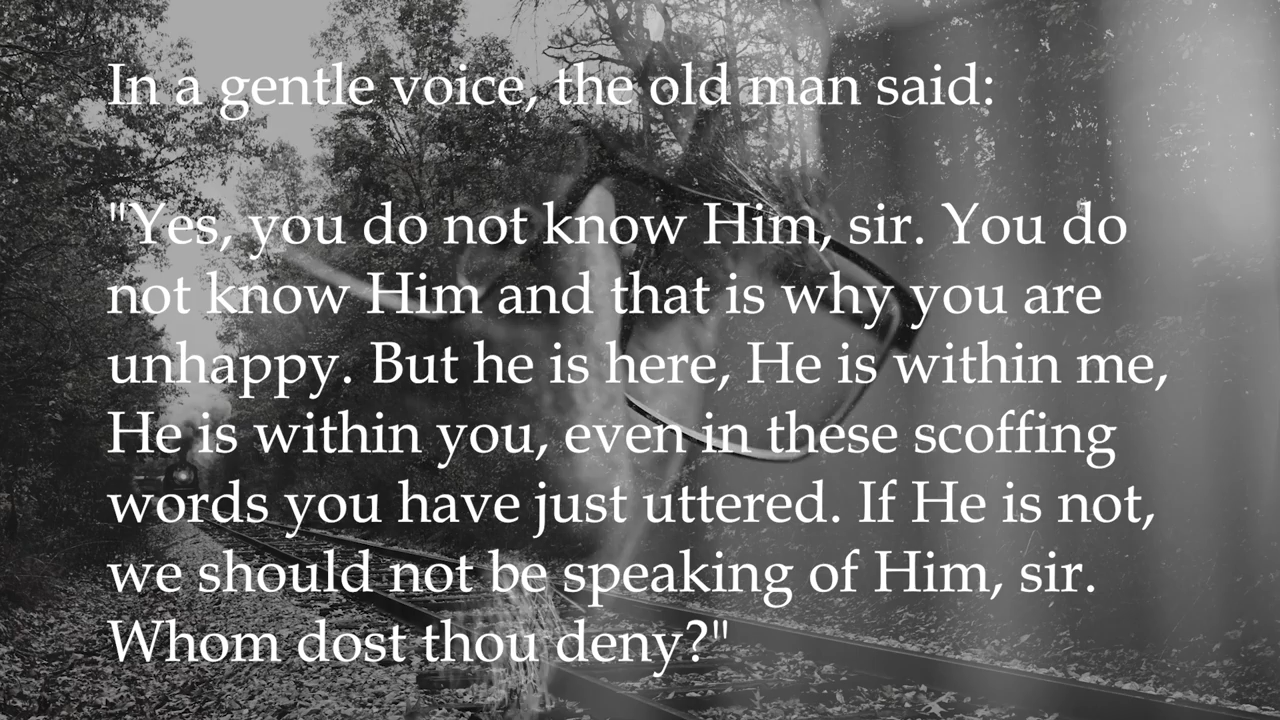 In a gentle voice, the old man said:
"Yes, you do not know Him, sir. You do
not know Him and that is why you are
unhappy. But he is here, He is within me,
He is within you, even in these scoffing
words you have just uttered. If He is not,
we should not be speaking of Him, sir.
Whom dost thou deny?"